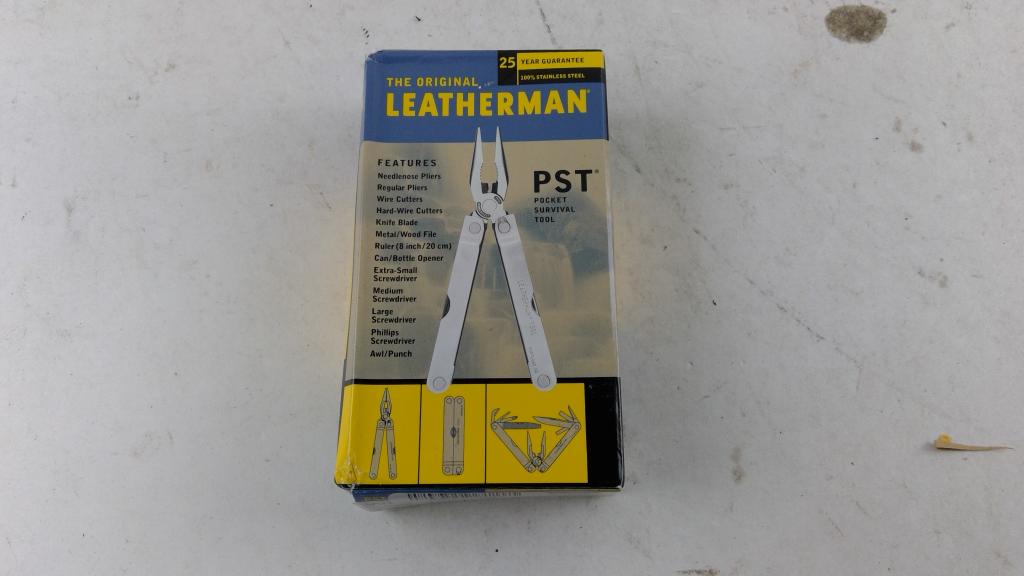 25 YEAR GUARANTEE
100% STAINLESS STEEL
THE ORIGINAL
LEATHERMAN®
FEATURES
Needlenose Pliers
Regular Pliers
Wire Cutters
Hard-Wire Cutters
Knife Blade
Metal/Wood File
Ruler (8 inch/20 cm)
Can/Bottle Opener
Extra-Small
Screwdriver
Medium
Screwdriver
Large
Screwdriver
Phillips
Screwdriver
Awl/Punch
PST®
POCKET
SURVIVAL
TOOL